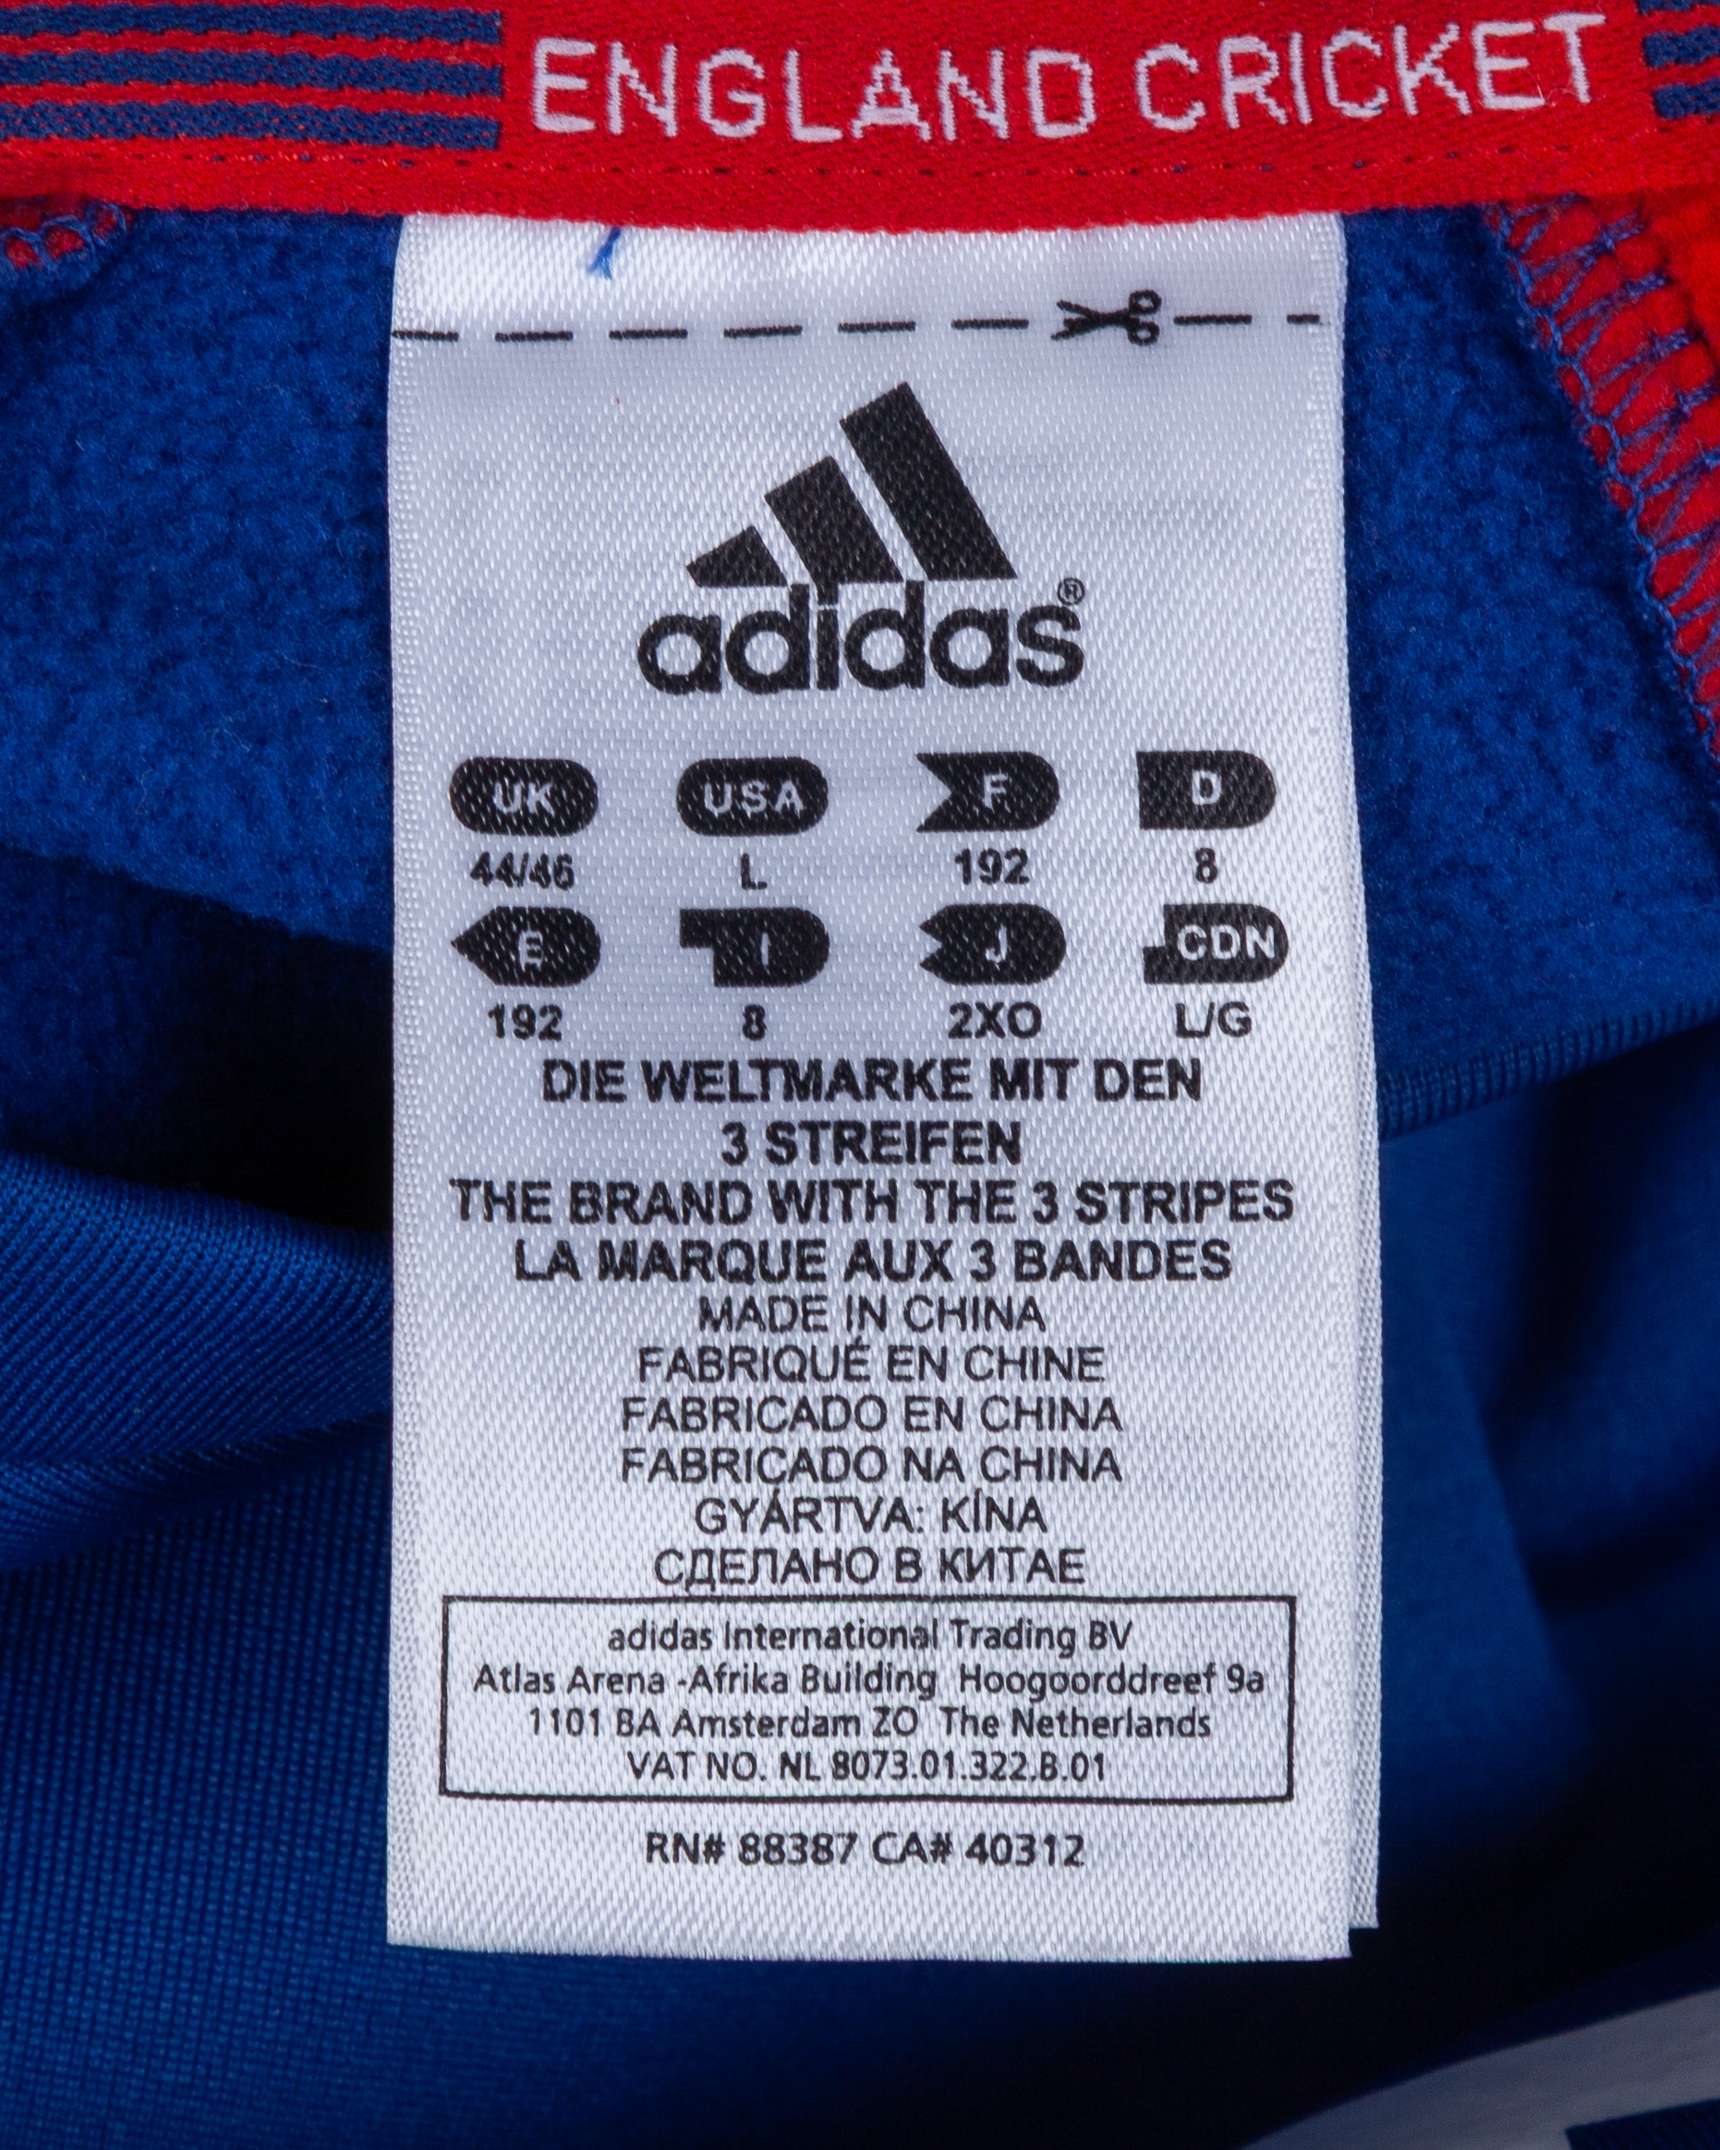 ENGLAND CRICKET
adidas®
UK USA F D
44/46 L 192 8
E I J CDN
192 8 2XO L/G
DIE WELTMARKE MIT DEN
3 STREIFEN
THE BRAND WITH THE 3 STRIPES
LA MARQUE AUX 3 BANDES
MADE IN CHINA
FABRIQUÉ EN CHINE
FABRICADO EN CHINA
FABRICADO NA CHINA
GYÁRTVA: KÍNA
СДЕЛАНО В КИТАЕ
adidas International Trading BV
Atlas Arena -Afrika Building Hoogoorddreef 9a
1101 BA Amsterdam ZO The Netherlands
VAT NO. NL 8073.01.322.B.01
RN# 88387 CA# 40312